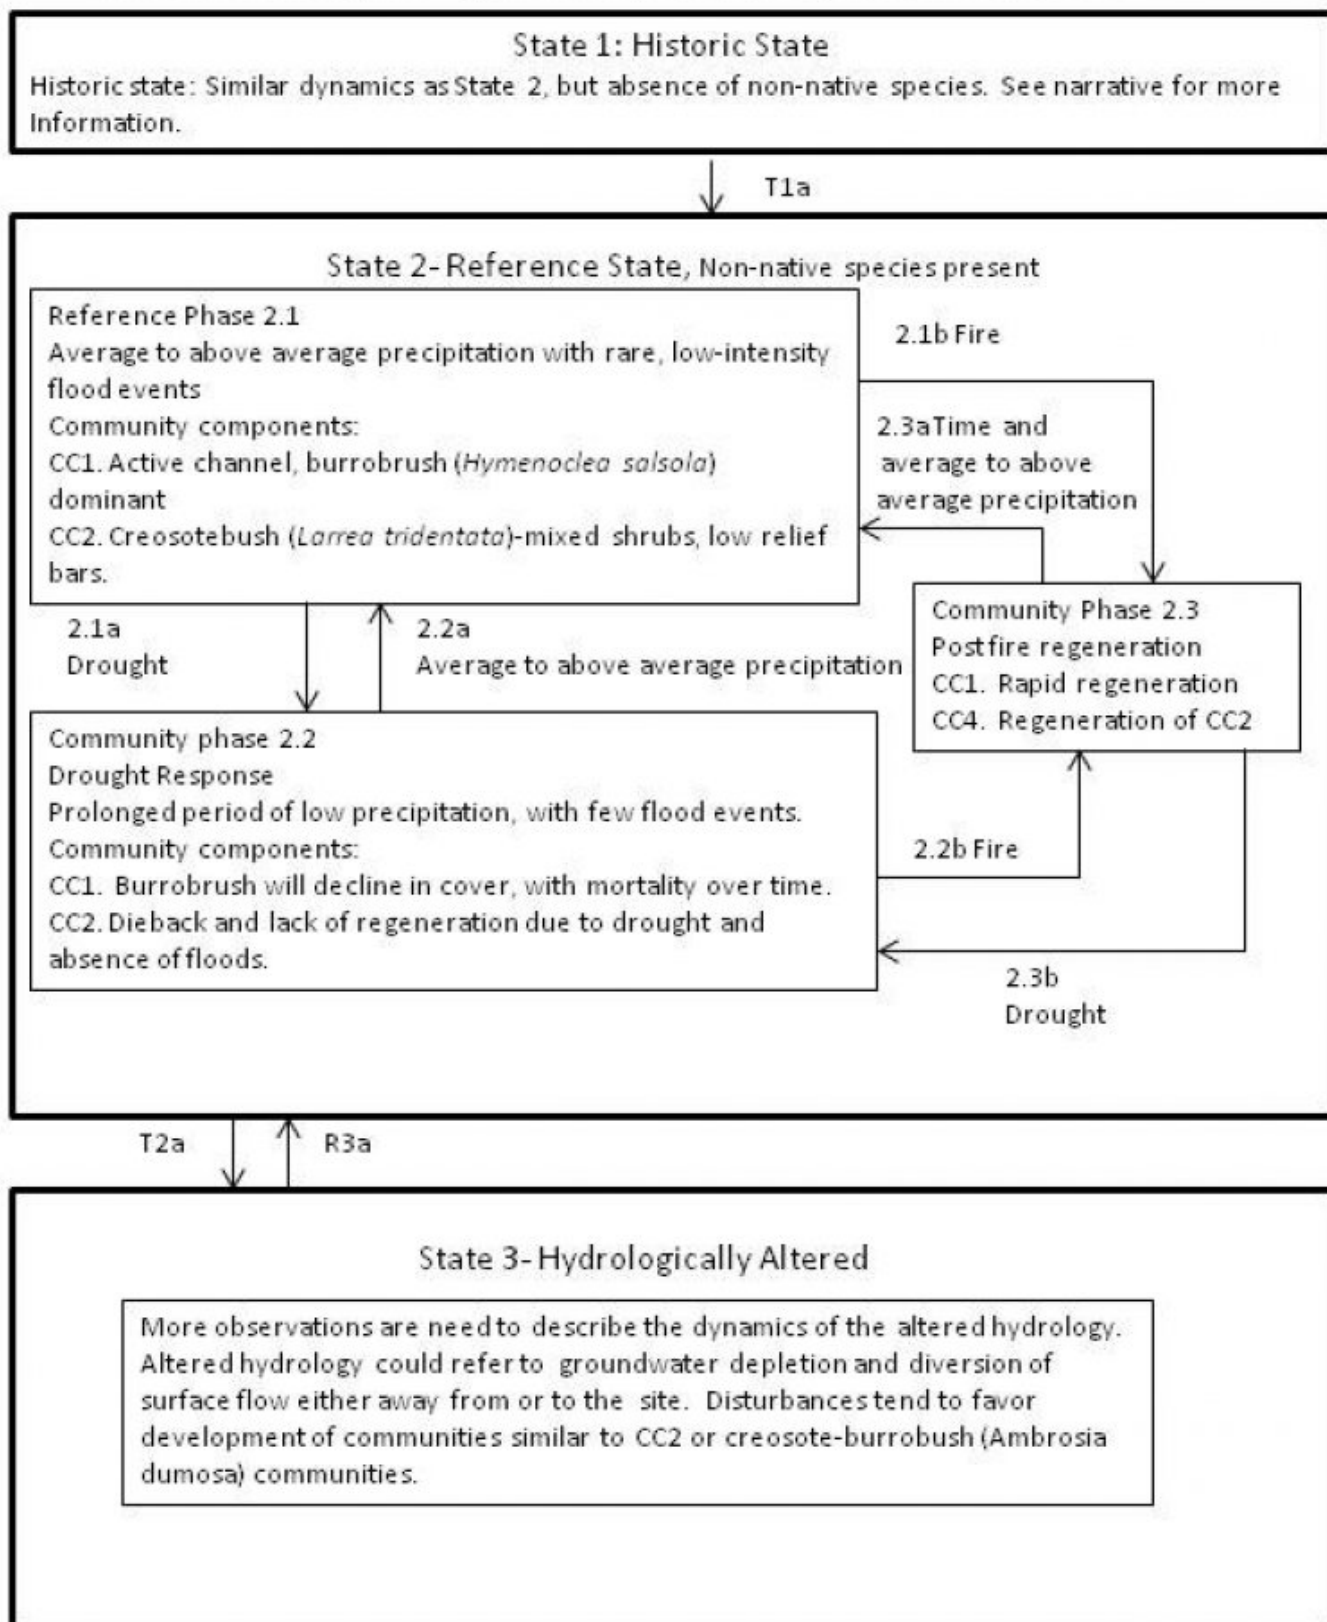 State 1: Historic State
Historic state: Similar dynamics as State 2, but absence of non-native species. See narrative for more
Information.
T1a
State 2- Reference State, Non-native species present
Reference Phase 2.1
Average to above average precipitation with rare, low-intensity
flood events
Community components:
CC1. Active channel, burrobrush (Hymenoclea salsola)
dominant
CC2. Creosotebush (Larrea tridentata)-mixed shrubs, low relief
bars.
2.1b Fire
2.3a Time and
average to above
average precipitation
2.1a
Drought
2.2a
Average to above average precipitation
Community Phase 2.3
Postfire regeneration
CC1. Rapid regeneration
CC4. Regeneration of CC2
Community phase 2.2
Drought Response
Prolonged period of low precipitation, with few flood events.
Community components:
CC1. Burrobrush will decline in cover, with mortality over time.
CC2. Dieback and lack of regeneration due to drought and
absence of floods.
2.2b Fire
2.3b
Drought
T2a
R3a
State 3- Hydrologically Altered
More observations are need to describe the dynamics of the altered hydrology.
Altered hydrology could refer to groundwater depletion and diversion of
surface flow either away from or to the site. Disturbances tend to favor
development of communities similar to CC2 or creosote-burrobush (Ambrosia
dumosa) communities.